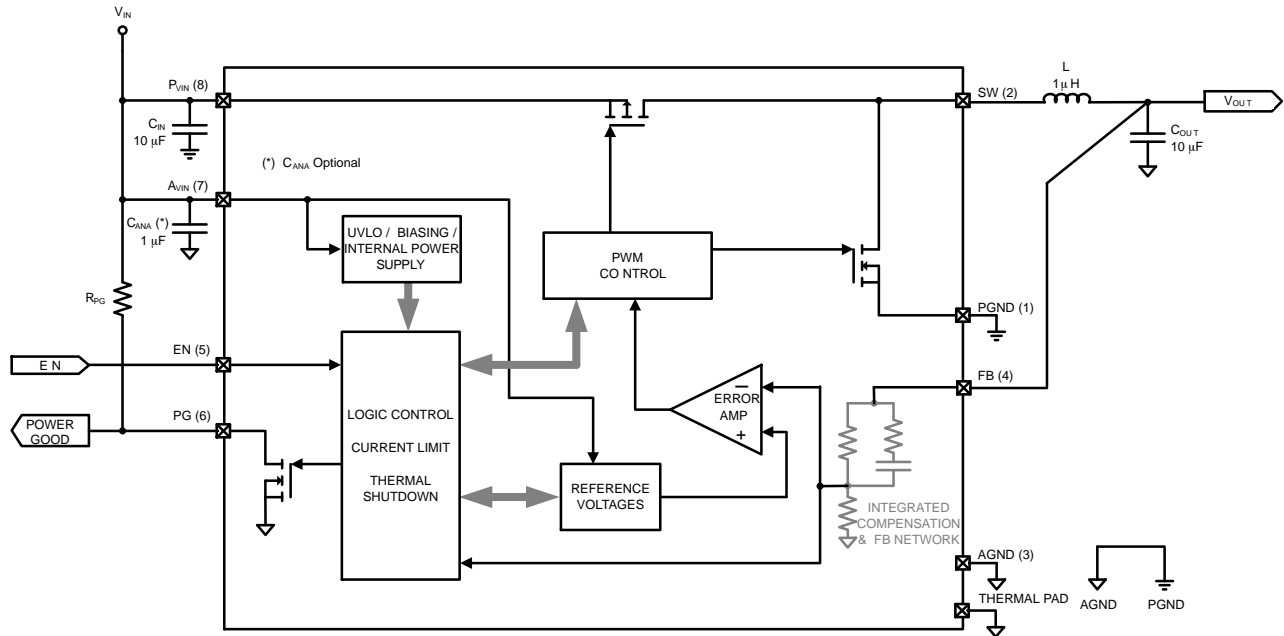 VIN
PVIN (8)
CIN
10 μF
AVIN (7)
CANA (*)
1 μF
RPG
EN
EN (5)
PG (6)
POWER
GOOD
(*) CANA Optional
UVLO / BIASING /
INTERNAL POWER
SUPPLY
LOGIC CONTROL
CURRENT LIMIT
THERMAL
SHUTDOWN
PWM
CO NTROL
ERROR
AMP
REFERENCE
VOLTAGES
INTEGRATED
COMPENSATION
& FB NETWORK
SW (2)
L
1μ H
VOUT
COUT
10 μF
PGND (1)
FB (4)
AGND (3)
THERMAL PAD
AGND
PGND